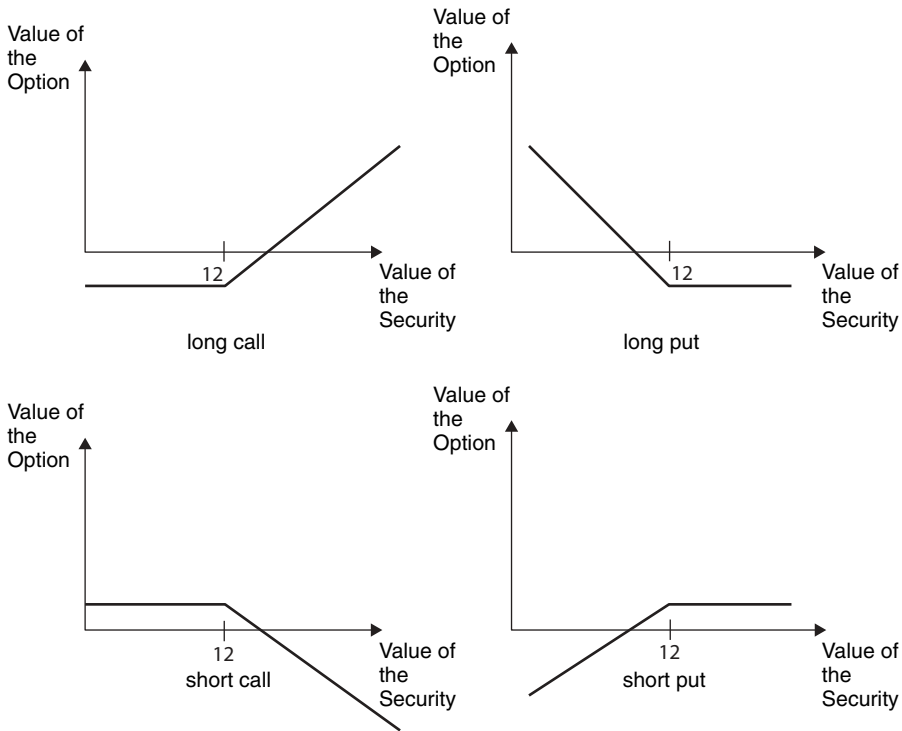 Value of
the
Option
12
Value of
the
Security
long call
Value of
the
Option
12
Value of
the
Security
long put
Value of
the
Option
12
Value of
the
Security
short call
Value of
the
Option
12
Value of
the
Security
short put